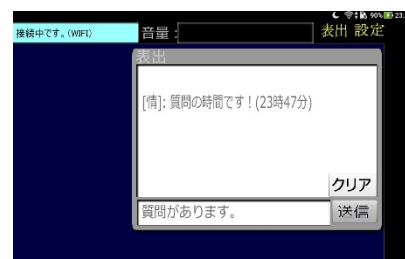 90% 23:
接続中です。(WIFI)
音量:
表出 設定
表出
[情]: 質問の時間です!(23時47分)
クリア
質問があります。
送信